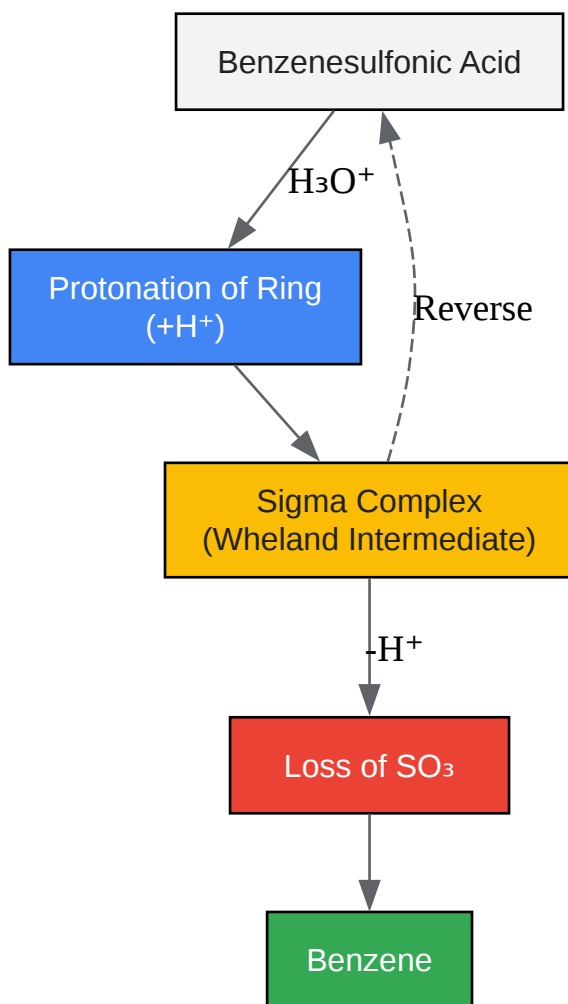 Benzenesulfonic Acid
H₃O⁺
Protonation of Ring
(+H⁺)
Reverse
Sigma Complex
(Wheland Intermediate)
-H⁺
Loss of SO₃
Benzene